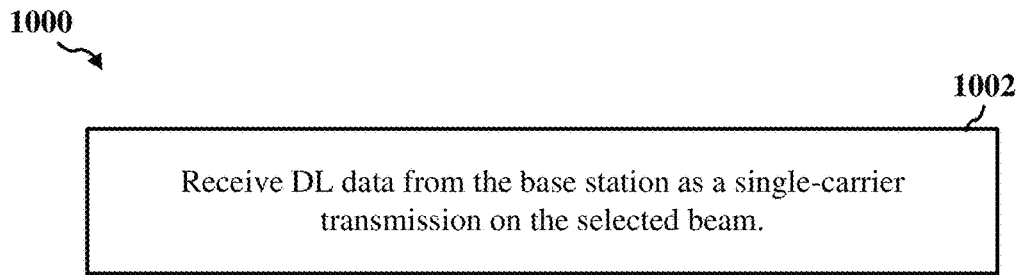 1000
1002
Receive DL data from the base station as a single-carrier
transmission on the selected beam.